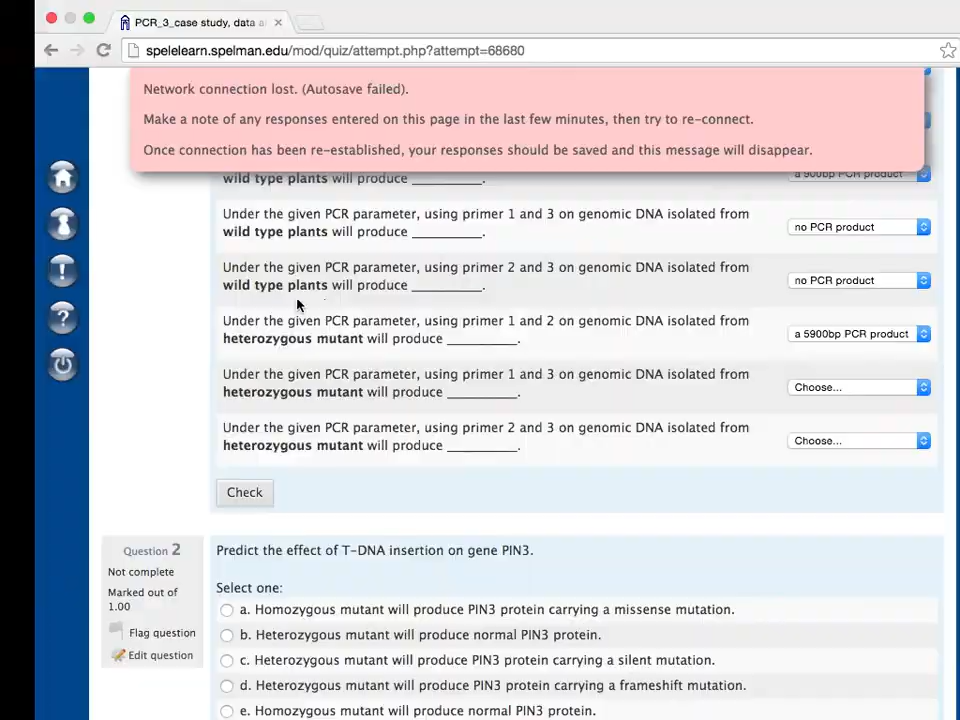 PCR_3_case study, data a
spelelearn.spelman.edu/mod/quiz/attempt.php?attempt=68680
Network connection lost. (Autosave failed).
Make a note of any responses entered on this page in the last few minutes, then try to re-connect.
Once connection has been re-established, your responses should be saved and this message will disappear.
wild type plants will produce __________.
a 900bp PCR product
Under the given PCR parameter, using primer 1 and 3 on genomic DNA isolated from
wild type plants will produce __________.
no PCR product
Under the given PCR parameter, using primer 2 and 3 on genomic DNA isolated from
wild type plants will produce __________.
no PCR product
Under the given PCR parameter, using primer 1 and 2 on genomic DNA isolated from
heterozygous mutant will produce __________.
a 5900bp PCR product
Under the given PCR parameter, using primer 1 and 3 on genomic DNA isolated from
heterozygous mutant will produce __________.
Choose...
Under the given PCR parameter, using primer 2 and 3 on genomic DNA isolated from
heterozygous mutant will produce __________.
Choose...
Check
Question 2
Not complete
Marked out of
1.00
Flag question
Edit question
Predict the effect of T-DNA insertion on gene PIN3.
Select one:
a. Homozygous mutant will produce PIN3 protein carrying a missense mutation.
b. Heterozygous mutant will produce normal PIN3 protein.
c. Heterozygous mutant will produce PIN3 protein carrying a silent mutation.
d. Heterozygous mutant will produce PIN3 protein carrying a frameshift mutation.
e. Homozygous mutant will produce normal PIN3 protein.